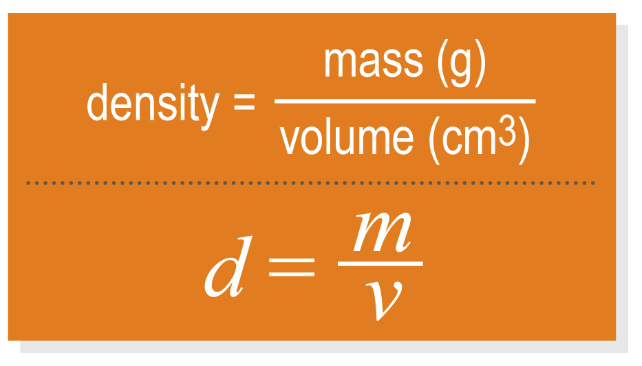 density = mass (g)
volume (cm³)
d = m
v